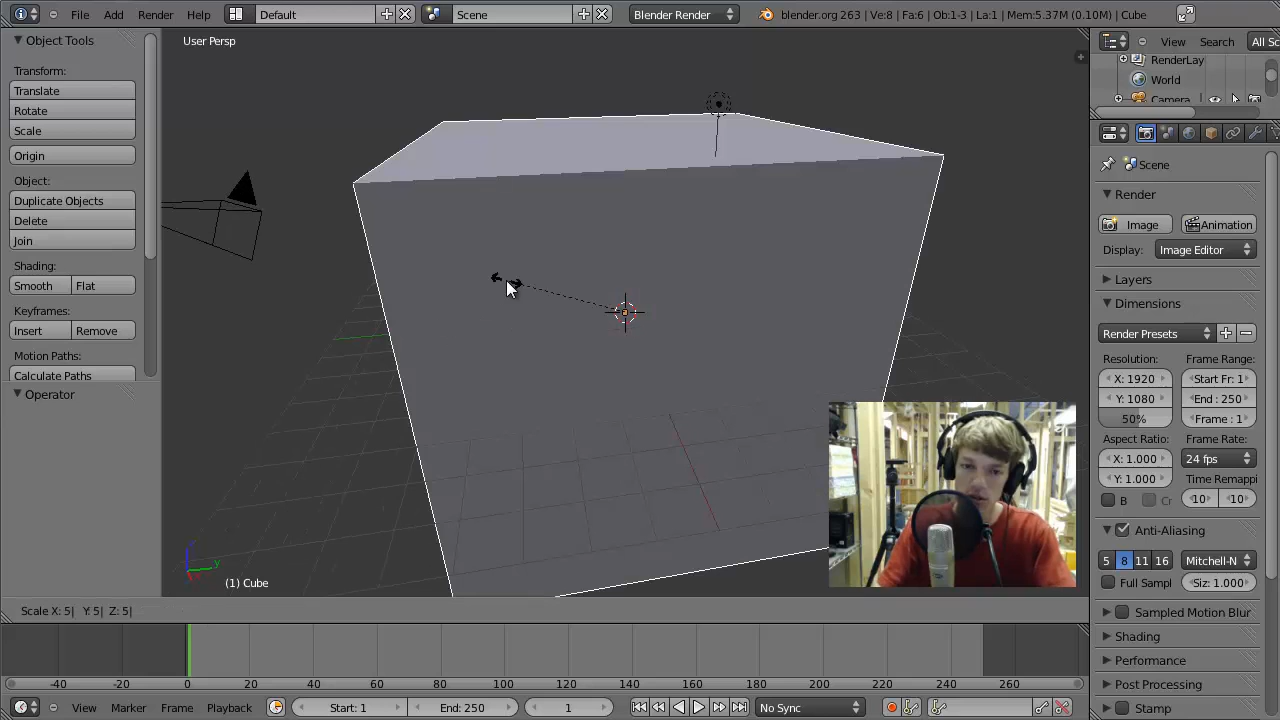 File Add Render Help Default Scene Blender Render blender.org 263 | Ve:8 | Fa:6 | Ob:1-3 | La:1 | Mem:5.37M (0.10M) | Cube
Object Tools
Transform:
Translate
Rotate
Scale
Origin
Object:
Duplicate Objects
Delete
Join
Shading:
Smooth Flat
Keyframes:
Insert Remove
Motion Paths:
Calculate Paths
Operator
User Persp
y
(1) Cube
Scale X: 5| Y: 5| Z: 5|
View Search All Sc
RenderLay
World
Camera
Scene
Render
Image Animation
Display: Image Editor
Layers
Dimensions
Render Presets
Resolution: Frame Range:
X: 1920 Start Fr: 1
Y: 1080 End : 250
50% Frame : 1
Aspect Ratio: Frame Rate:
X: 1.000 24 fps
Y: 1.000 Time Remappi
B Cr 10 10
Anti-Aliasing
5 8 11 16 Mitchell-N
Full Sampl Siz: 1.000
Sampled Motion Blur
Shading
Performance
Post Processing
Stamp
-40 -20 0 20 40 60 80 100 120 140 160 180 200 220 240 260
View Marker Frame Playback Start: 1 End: 250 1 No Sync